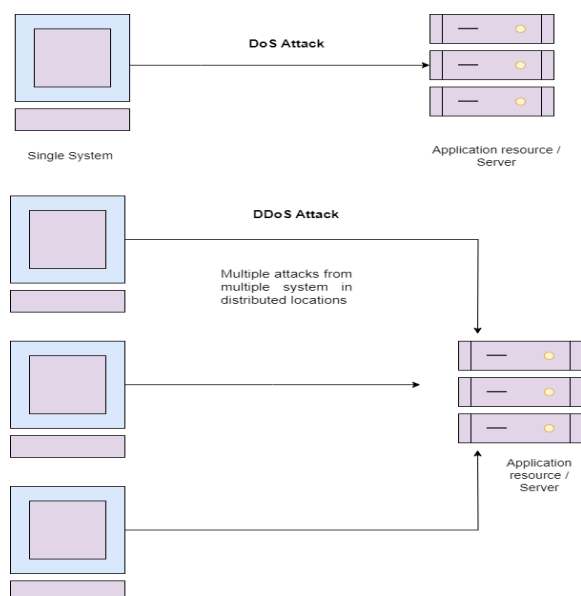 DoS Attack
Single System
Application resource /
Server
DDoS Attack
Multiple attacks from
multiple system in
distributed locations
Application
resource /
Server